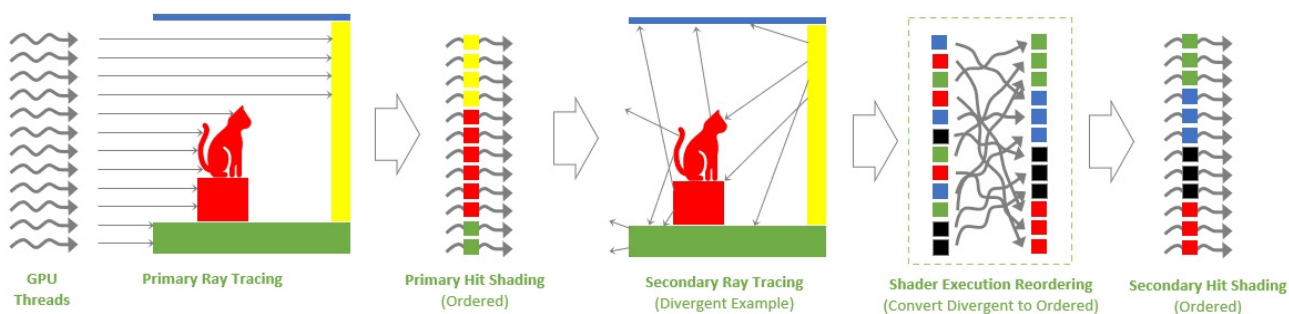 GPU
Threads
Primary Ray Tracing
Primary Hit Shading
(Ordered)
Secondary Ray Tracing
(Divergent Example)
Shader Execution Reordering
(Convert Divergent to Ordered)
Secondary Hit Shading
(Ordered)